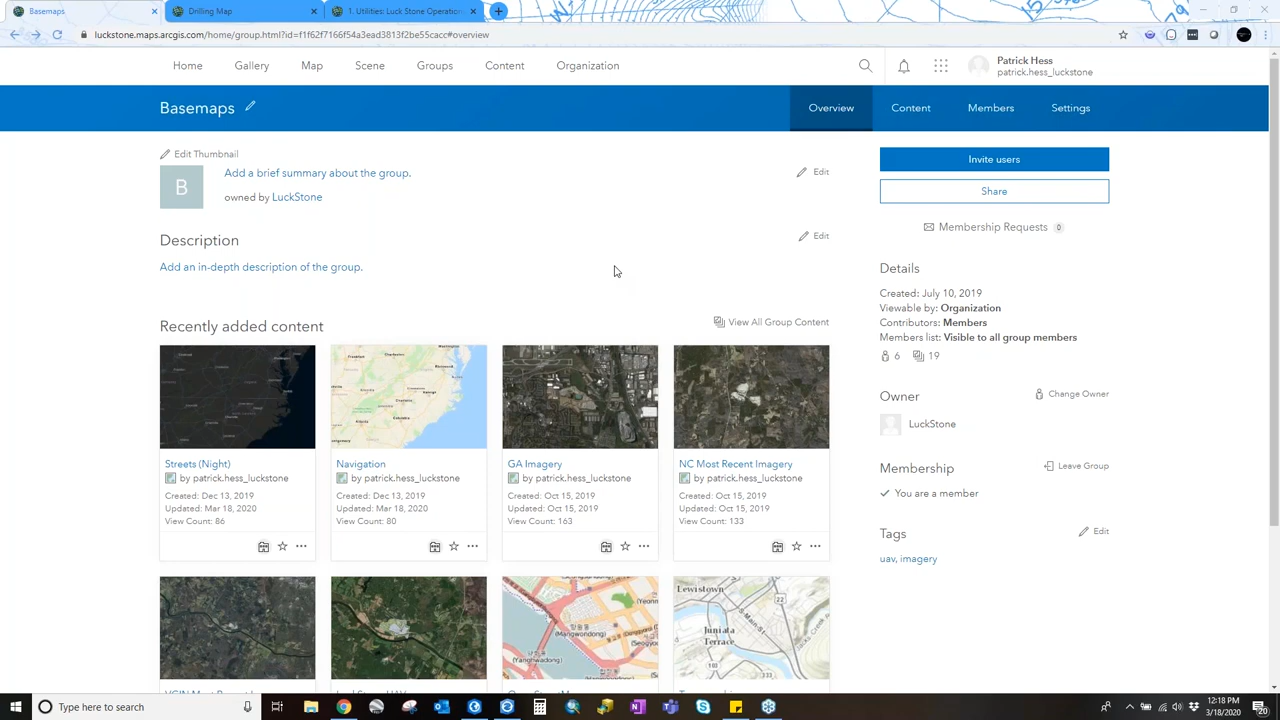 Basemaps
Drilling Map
1. Utilities: Luck Stone Operation
luckstone.maps.arcgis.com/home/group.html?id=f1f62f7166f54a3ead3813f2be55cacc#overview
Home
Gallery
Map
Scene
Groups
Content
Organization
Patrick Hess
patrick.hess_luckstone
Basemaps
Overview
Content
Members
Settings
Edit Thumbnail
B
Add a brief summary about the group.
Edit
owned by LuckStone
Description
Edit
Add an in-depth description of the group.
Invite users
Share
Membership Requests 0
Details
Created: July 10, 2019
Viewable by: Organization
Contributors: Members
Members list: Visible to all group members
6 19
Recently added content
View All Group Content
Streets (Night)
by patrick.hess_luckstone
Created: Dec 13, 2019
Updated: Mar 18, 2020
View Count: 86
Navigation
by patrick.hess_luckstone
Created: Dec 13, 2019
Updated: Mar 18, 2020
View Count: 80
GA Imagery
by patrick.hess_luckstone
Created: Oct 15, 2019
Updated: Oct 15, 2019
View Count: 163
NC Most Recent Imagery
by patrick.hess_luckstone
Created: Oct 15, 2019
Updated: Oct 15, 2019
View Count: 133
Owner
Change Owner
LuckStone
Membership
Leave Group
You are a member
Tags
Edit
uav, imagery
(Mangwondong)
(Yanghwadong)
Lewistown
22
Juniata
Terrace
103
Type here to search
12:18 PM
3/18/2020
20